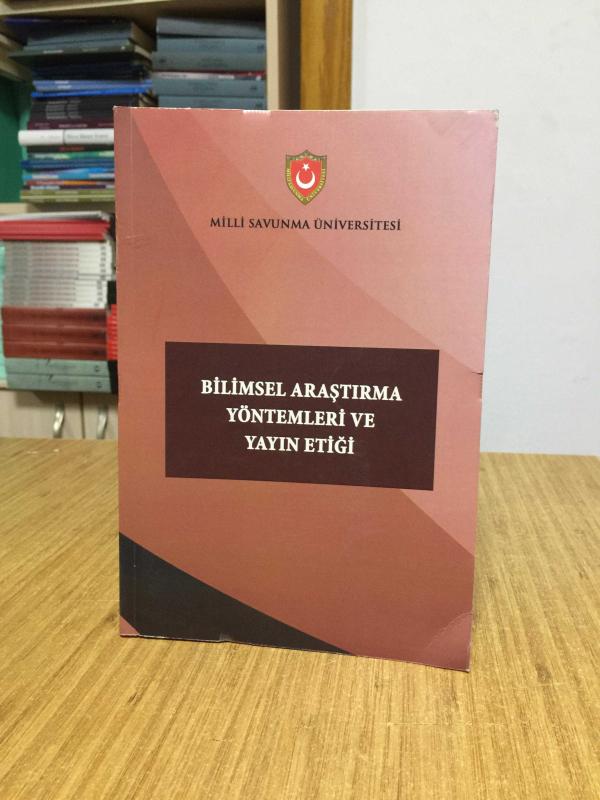 MİLLİ SAVUNMA ÜNİVERSİTESİ
BİLİMSEL ARAŞTIRMA
YÖNTEMLERİ VE
YAYIN ETİĞİ